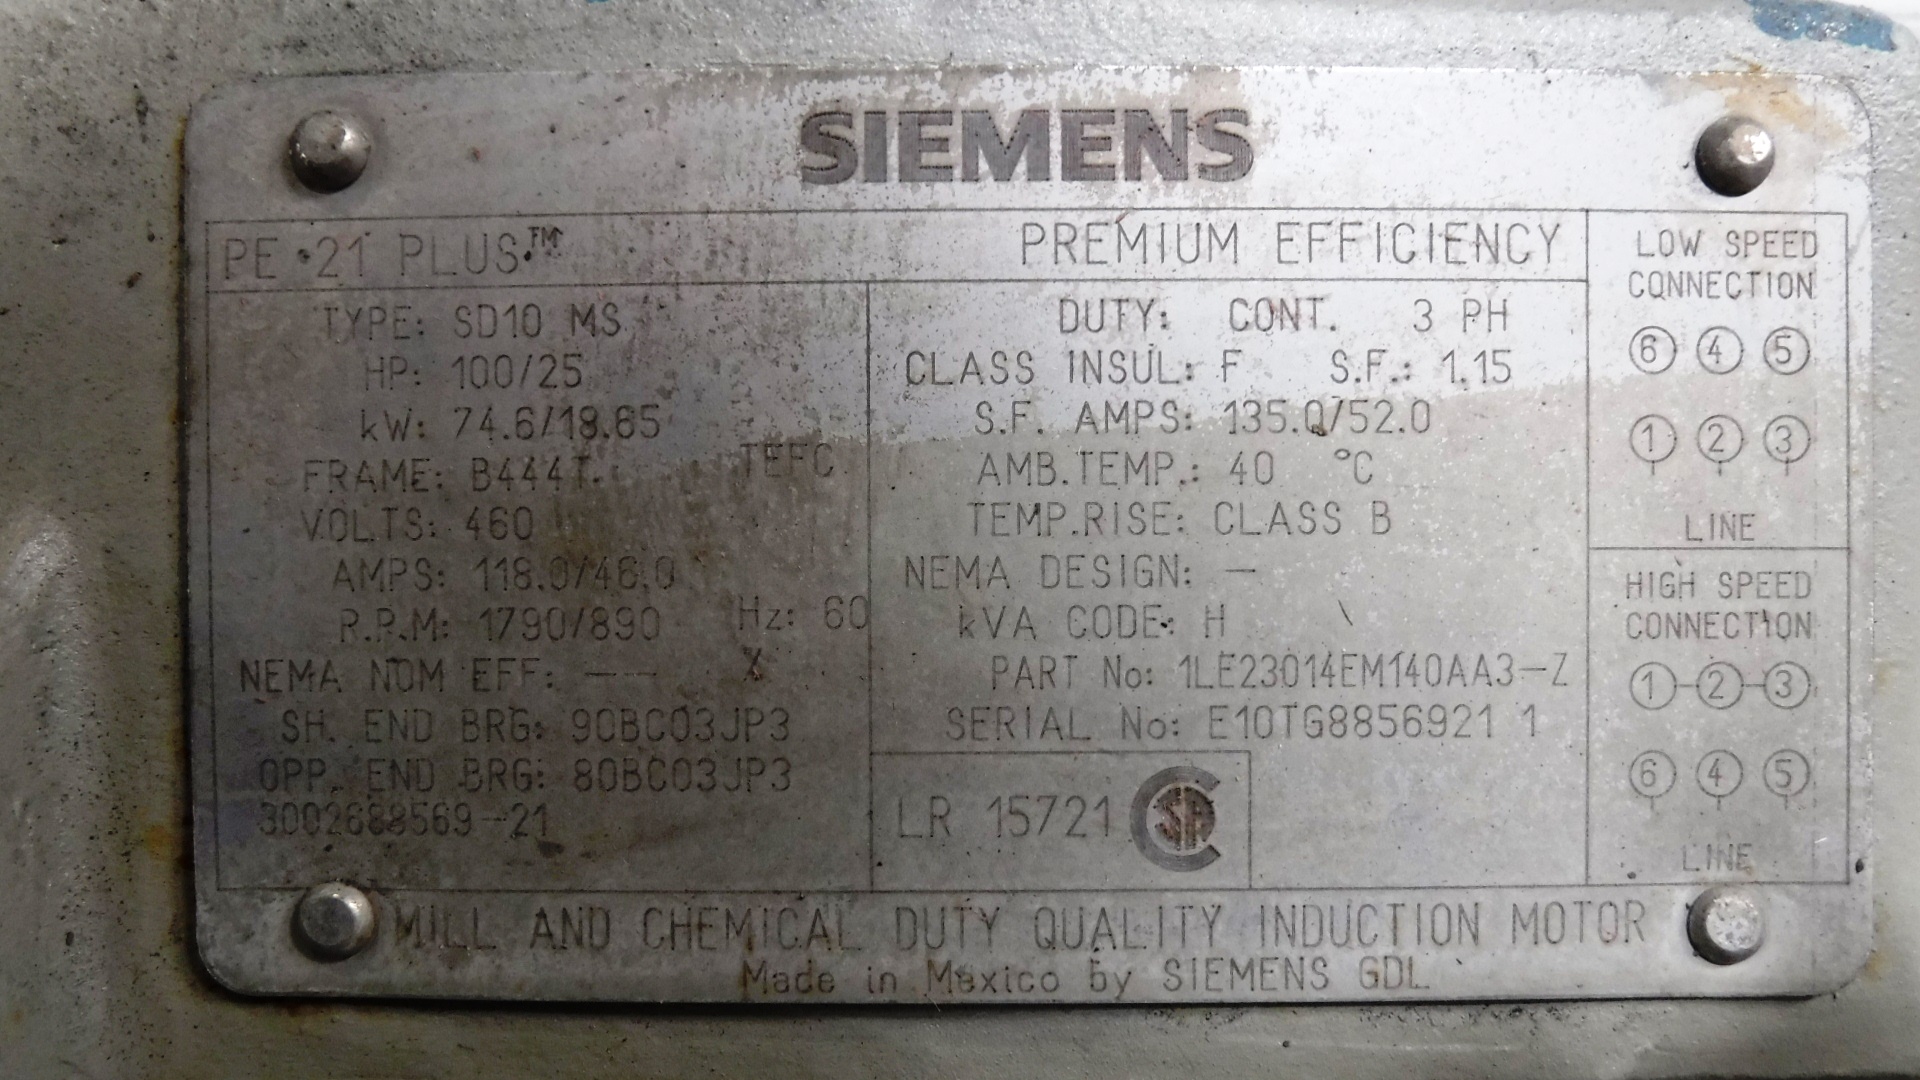 SIEMENS
PE • 21 PLUS™ PREMIUM EFFICIENCY
TYPE: SD10 MS
HP: 100/25
kW: 74.6/18.65
FRAME: B444T TEFC
VOLTS: 460
AMPS: 118.0/46.0
R.P.M: 1790/890 Hz: 60
NEMA NOM EFF: — — %
SH. END BRG: 90BC03JP3
OPP. END BRG: 80BC03JP3
3002688569-21
DUTY: CONT. 3 PH
CLASS INSUL: F S.F.: 1.15
S.F. AMPS: 135.0/52.0
AMB.TEMP.: 40 °C
TEMP.RISE: CLASS B
NEMA DESIGN: —
kVA CODE: H
PART No: 1LE23014EM140AA3-Z
SERIAL No: E10TG8856921 1
LR 15721 CSA
LOW SPEED
CONNECTION
6 4 5
1 2 3
LINE
HIGH SPEED
CONNECTION
1-2-3
6 4 5
LINE
MILL AND CHEMICAL DUTY QUALITY INDUCTION MOTOR
Made in Mexico by SIEMENS GDL